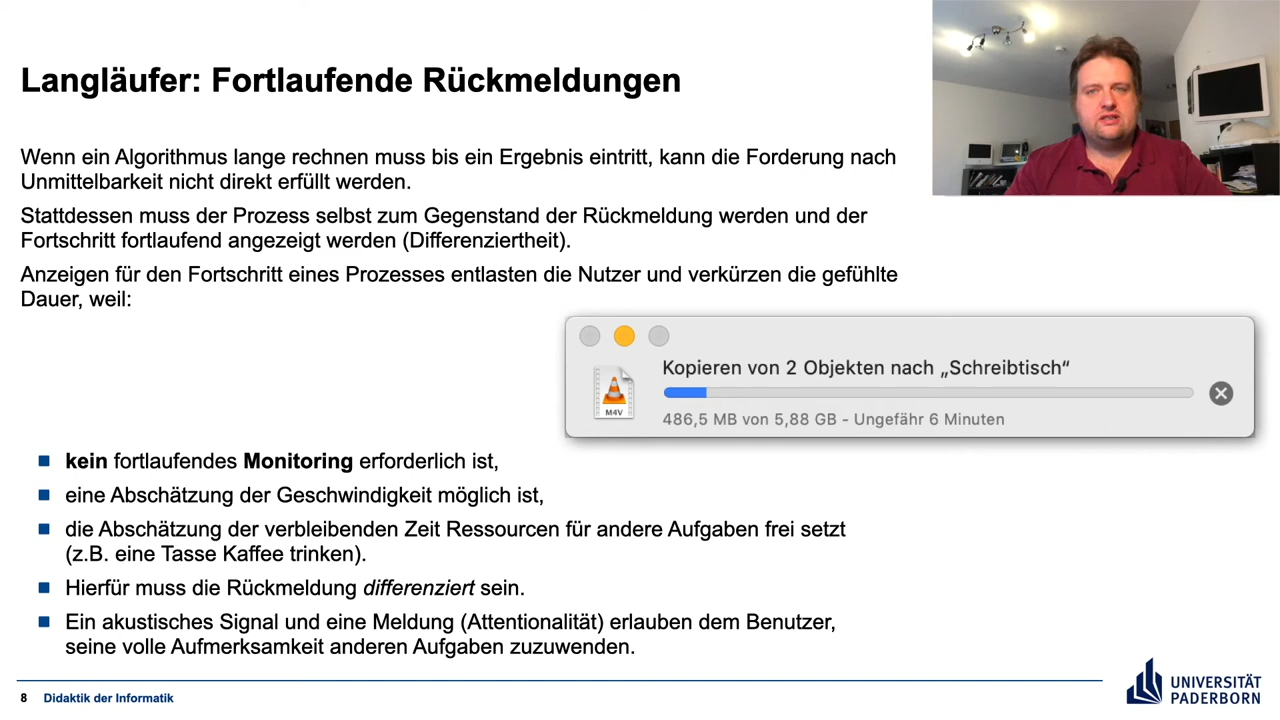 Langläufer: Fortlaufende Rückmeldungen
Wenn ein Algorithmus lange rechnen muss bis ein Ergebnis eintritt, kann die Forderung nach
Unmittelbarkeit nicht direkt erfüllt werden.
Stattdessen muss der Prozess selbst zum Gegenstand der Rückmeldung werden und der
Fortschritt fortlaufend angezeigt werden (Differenziertheit).
Anzeigen für den Fortschritt eines Prozesses entlasten die Nutzer und verkürzen die gefühlte
Dauer, weil:
Kopieren von 2 Objekten nach „Schreibtisch“
M4V
486,5 MB von 5,88 GB - Ungefähr 6 Minuten
kein fortlaufendes Monitoring erforderlich ist,
eine Abschätzung der Geschwindigkeit möglich ist,
die Abschätzung der verbleibenden Zeit Ressourcen für andere Aufgaben frei setzt
(z.B. eine Tasse Kaffee trinken).
Hierfür muss die Rückmeldung differenziert sein.
Ein akustisches Signal und eine Meldung (Attentionalität) erlauben dem Benutzer,
seine volle Aufmerksamkeit anderen Aufgaben zuzuwenden.
8 Didaktik der Informatik
UNIVERSITÄT
PADERBORN